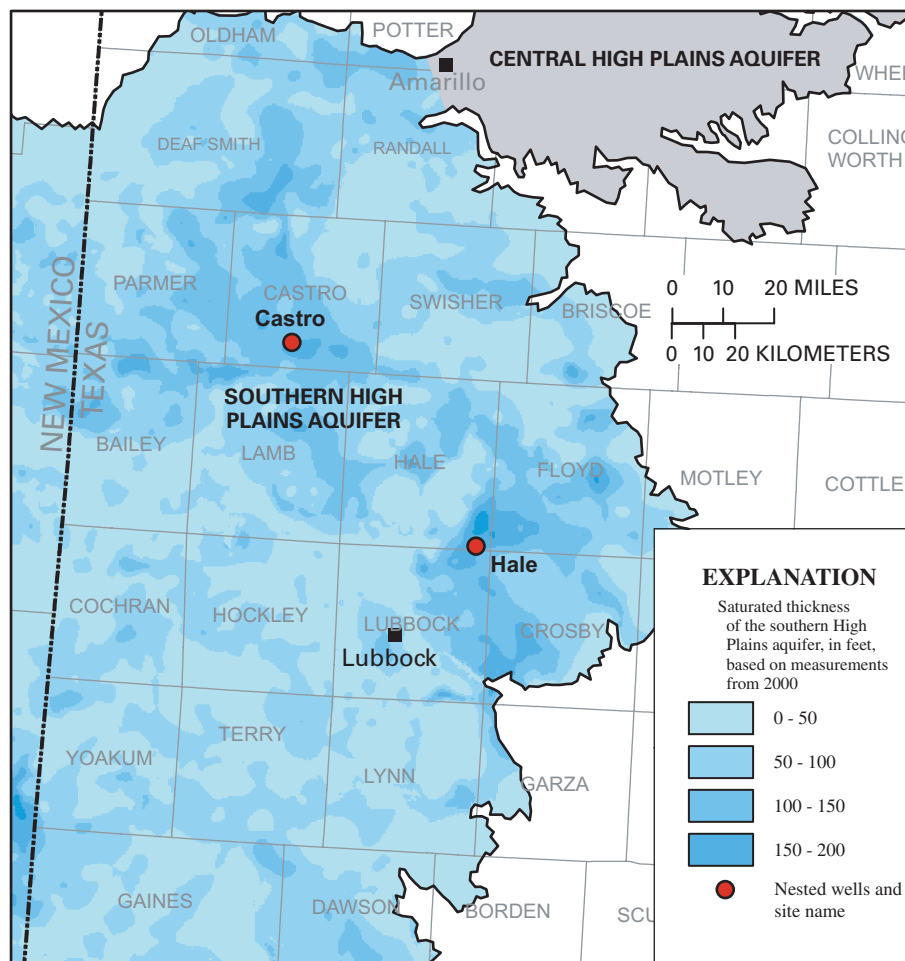 OLDHAM
POTTER
CENTRAL HIGH PLAINS AQUIFER
WHEE
Amarillo
DEAF SMITH
RANDALL
COLLING
WORTH
NEW MEXICO
TEXAS
PARMER
CASTRO
SWISHER
BRISCOE
Castro
0 10 20 MILES
0 10 20 KILOMETERS
SOUTHERN HIGH
PLAINS AQUIFER
BAILEY
LAMB
HALE
FLOYD
MOTLEY
COTTLE
Hale
COCHRAN
HOCKLEY
LUBBOCK
CROSBY
Lubbock
YOAKUM
TERRY
LYNN
GARZA
GAINES
DAWSON
BORDEN
SCU
EXPLANATION
Saturated thickness
of the southern High
Plains aquifer, in feet,
based on measurements
from 2000
0 - 50
50 - 100
100 - 150
150 - 200
Nested wells and
site name